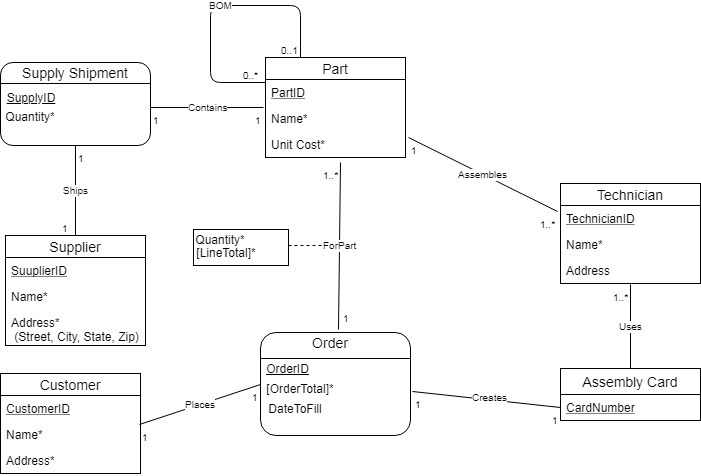 BOM
0..1
0..*
Supply Shipment
SupplyID
Quantity*
1
Contains
1
Part
PartID
Name*
Unit Cost*
1
Assembles
1..*
Technician
TechnicianID
Name*
Address
1
Ships
1
Supplier
SuuplierID
Name*
Address*
(Street, City, State, Zip)
1..*
Quantity*
[LineTotal]*
ForPart
1
1..*
Uses
Order
OrderID
[OrderTotal]*
DateToFill
Customer
CustomerID
Name*
Address*
1
Places
1
1
Creates
1
Assembly Card
CardNumber